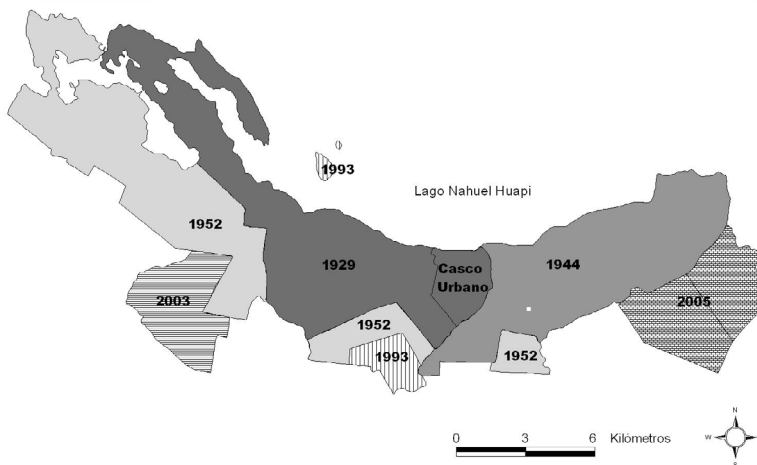 1993
Lago Nahuel Huapi
1952
1929
Casco
Urbano
1944
2003
2005
1952
1993
1952
0 3 6 Kilómetros
N
W
S